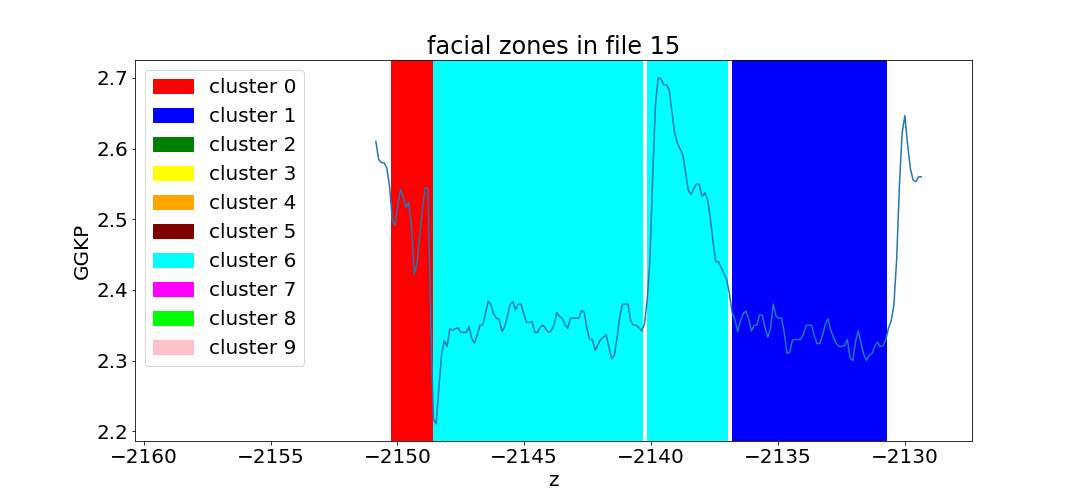 facial zones in file 15
cluster 0
cluster 1
cluster 2
cluster 3
cluster 4
cluster 5
cluster 6
cluster 7
cluster 8
cluster 9
GGKP
2.7
2.6
2.5
2.4
2.3
2.2
−2160 −2155 −2150 −2145 −2140 −2135 −2130
z